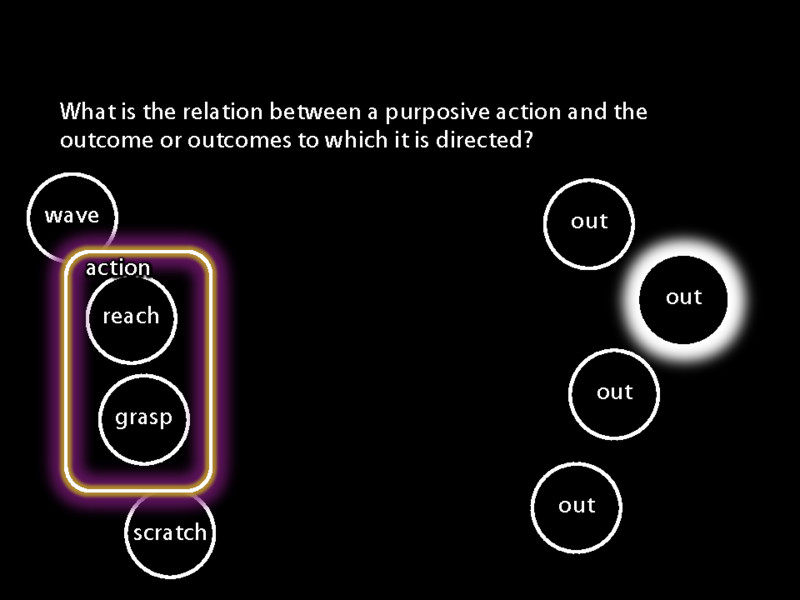 What is the relation between a purposive action and the
outcome or outcomes to which it is directed?
wave
out
action
out
reach
out
grasp
out
scratch